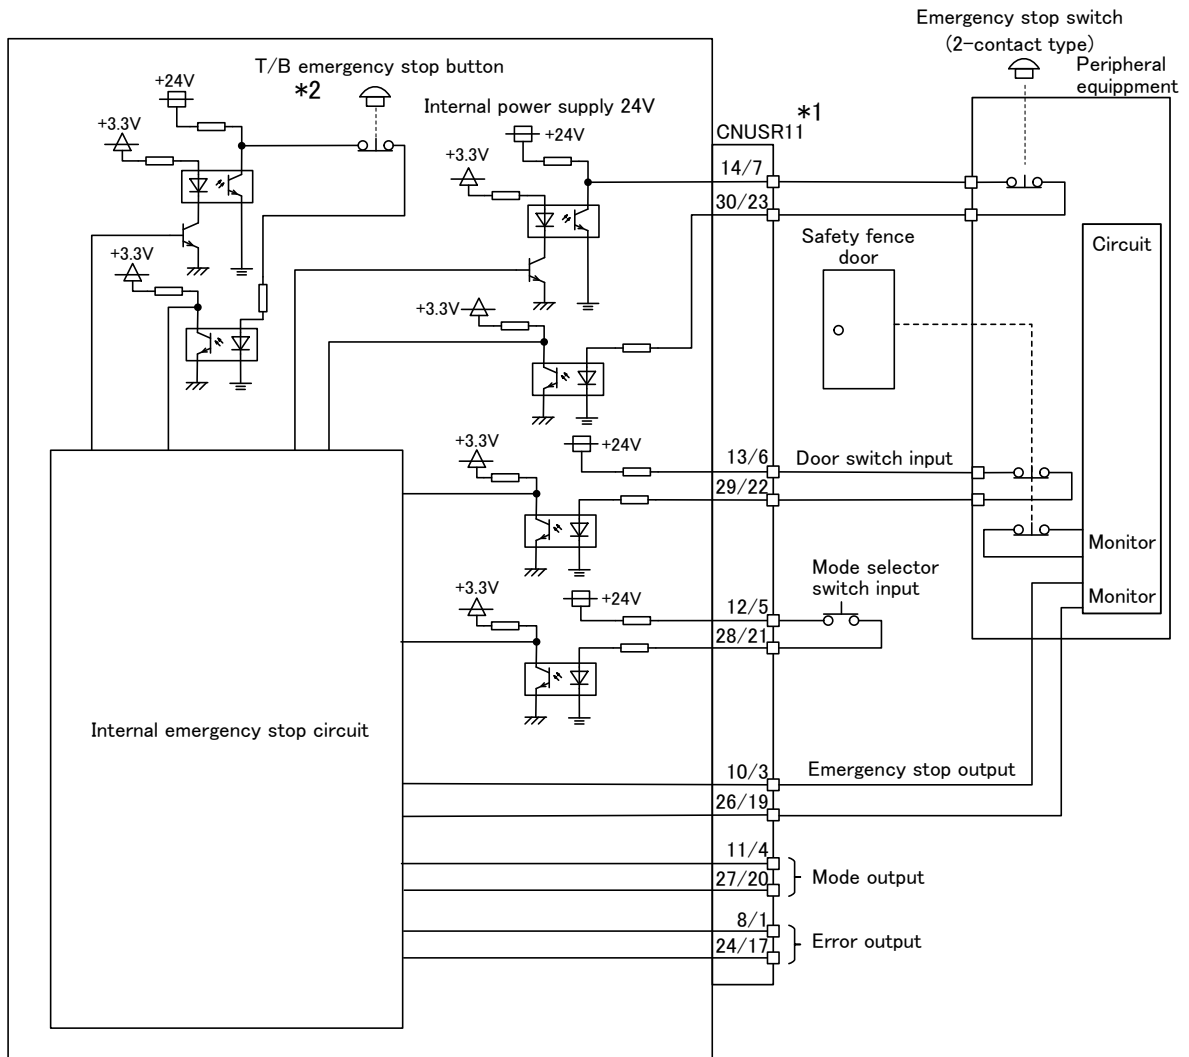 Emergency stop switch
(2-contact type)
Peripheral
equippment
T/B emergency stop button
*2
+24V
+3.3V
Internal power supply 24V
+24V
+3.3V
*1
CNUSR11
14/7
30/23
+3.3V
Safety fence
door
Circuit
+3.3V
+3.3V
+24V
13/6
Door switch input
29/22
Monitor
Mode selector
switch input
+3.3V
+24V
12/5
28/21
Monitor
Internal emergency stop circuit
10/3
Emergency stop output
26/19
11/4
27/20
Mode output
8/1
24/17
Error output